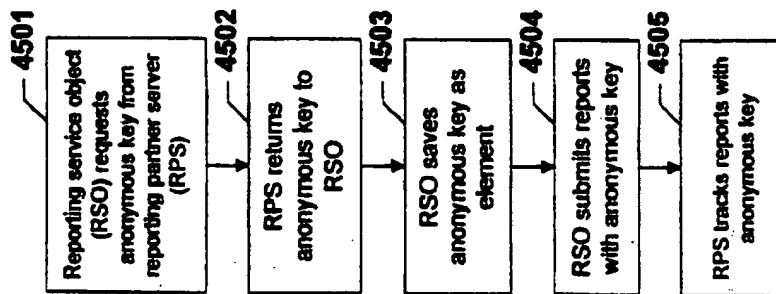 4501
Reporting service object
(RSO) requests
anonymous key from
reporting partner server
(RPS)
4502
RPS returns
anonymous key to
RSO
4503
RSO saves
anonymous key as
element
4504
RSO submits reports
with anonymous key
4505
RPS tracks reports with
anonymous key